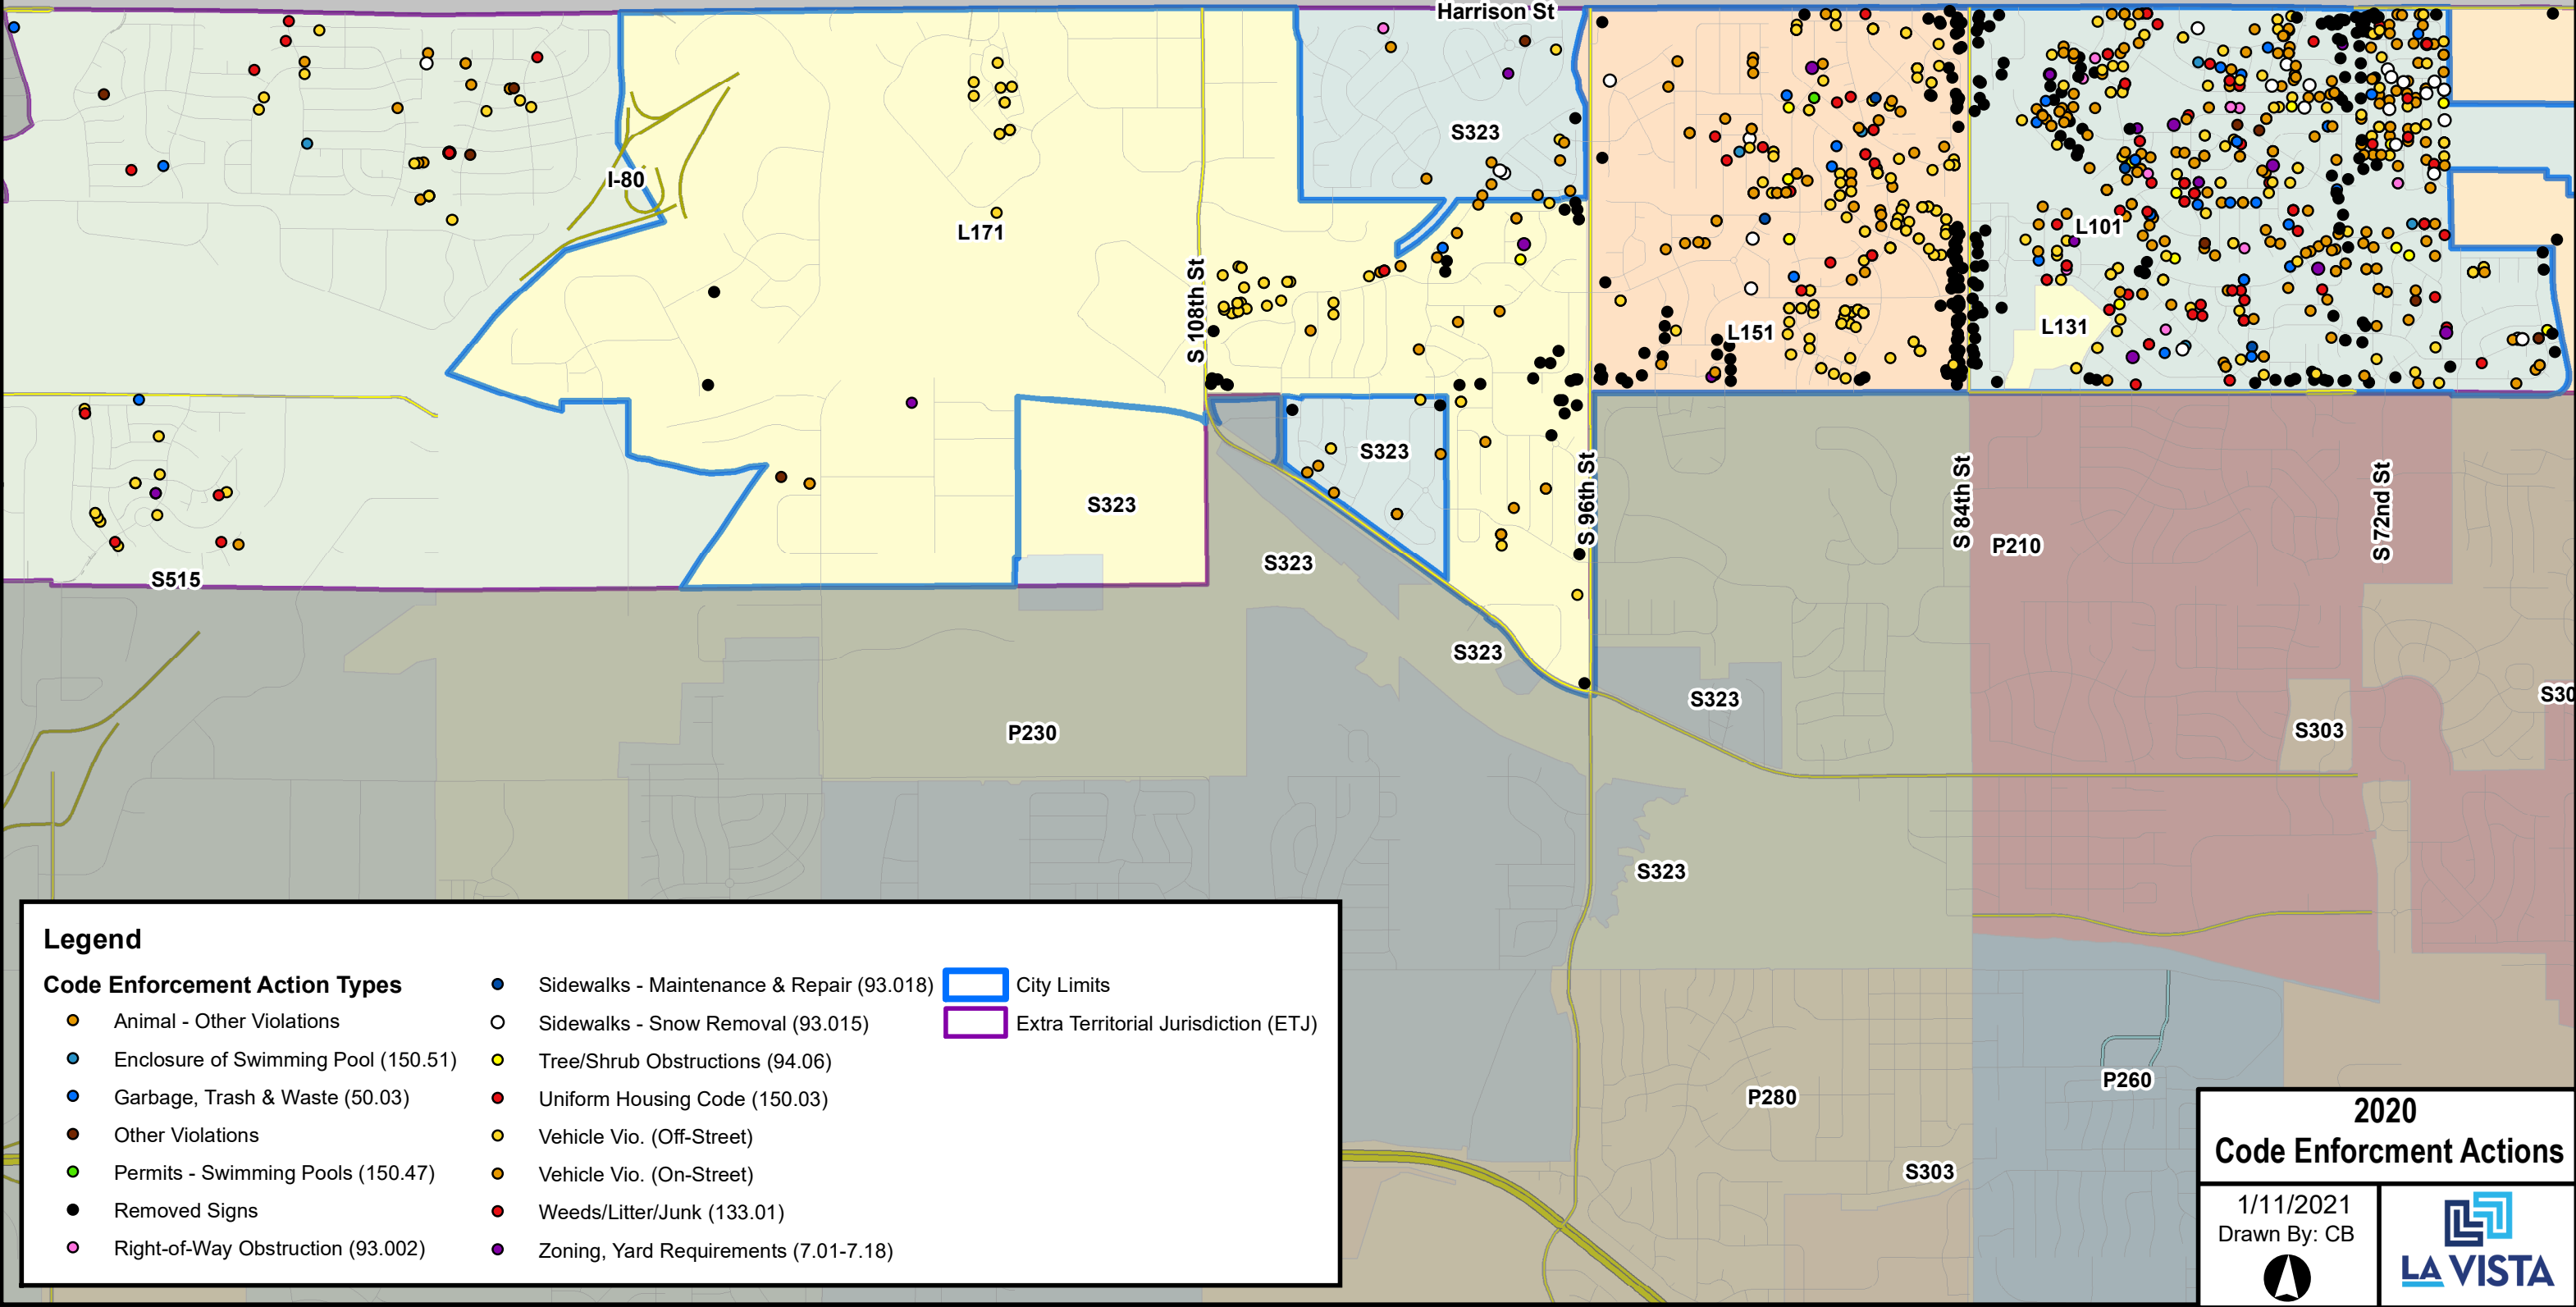 Harrison St
I-80
S323
L171
L101
S 108th St
L151
L131
S323
S323
S 96th St
S 84th St
S 72nd St
P210
S323
S515
S323
S323
S30
S303
P230
S323
P280
P260
S303
Legend
Code Enforcement Action Types
Animal - Other Violations
Enclosure of Swimming Pool (150.51)
Garbage, Trash & Waste (50.03)
Other Violations
Permits - Swimming Pools (150.47)
Removed Signs
Right-of-Way Obstruction (93.002)
Sidewalks - Maintenance & Repair (93.018)
Sidewalks - Snow Removal (93.015)
Tree/Shrub Obstructions (94.06)
Uniform Housing Code (150.03)
Vehicle Vio. (Off-Street)
Vehicle Vio. (On-Street)
Weeds/Litter/Junk (133.01)
Zoning, Yard Requirements (7.01-7.18)
City Limits
Extra Territorial Jurisdiction (ETJ)
2020
Code Enforcment Actions
1/11/2021
Drawn By: CB
LA VISTA